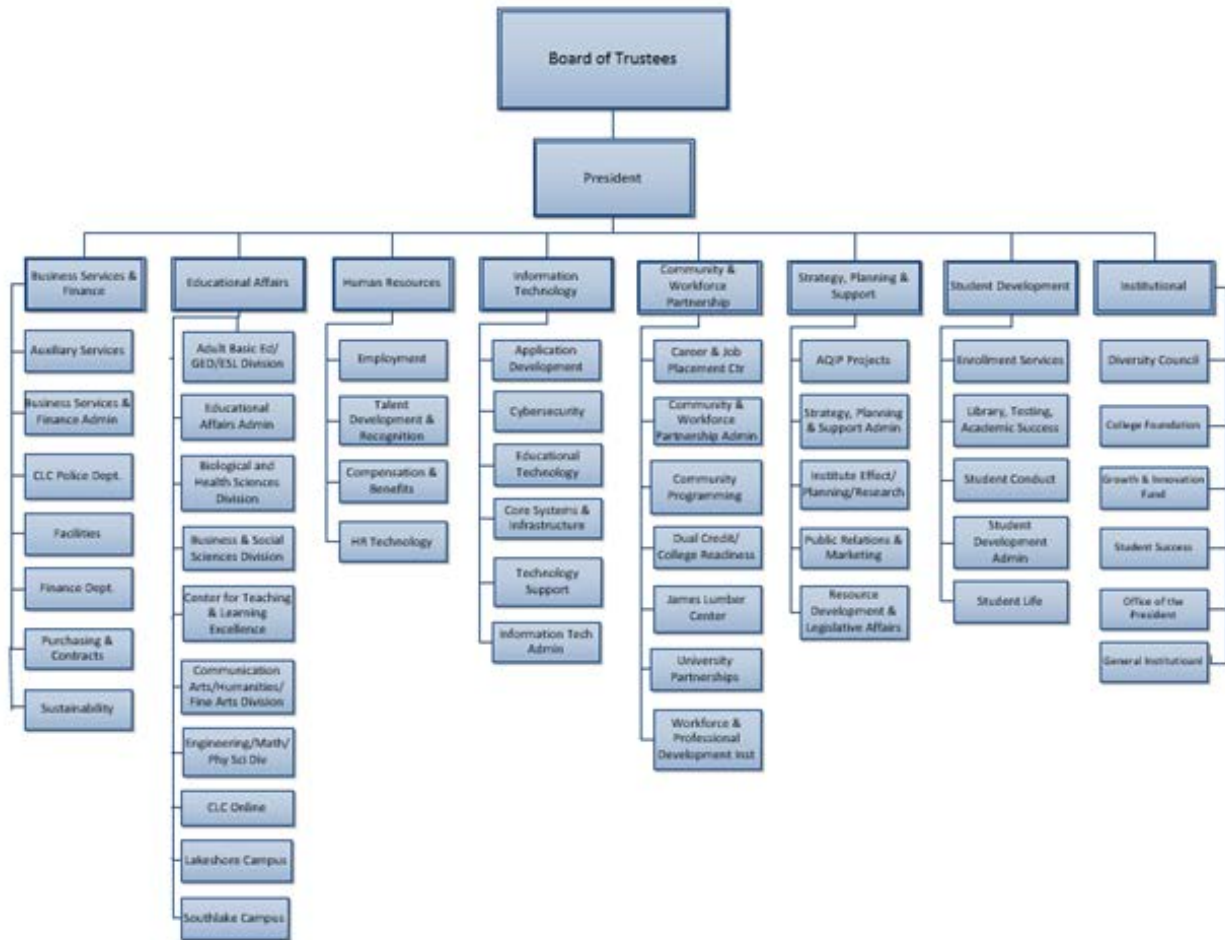 Board of Trustees
President
Business Services &
Finance
Auxiliary Services
Business Services &
Finance Admin
CLC Police Dept.
Facilities
Finance Dept.
Purchasing &
Contracts
Sustainability
Educational Affairs
Adult Basic Ed/
GED/ESL Division
Educational
Affairs Admin
Biological and
Health Sciences
Division
Business & Social
Sciences Division
Center for Teaching
& Learning
Excellence
Communication
Arts/Humanities/
Fine Arts Division
Engineering/Math/
Phy Sci Div
CLC Online
Lakeshore Campus
Southlake Campus
Human Resources
Employment
Talent
Development &
Recognition
Compensation &
Benefits
HR Technology
Information
Technology
Application
Development
Cybersecurity
Educational
Technology
Core Systems &
Infrastructure
Technology
Support
Information Tech
Admin
Community &
Workforce
Partnership
Career & Job
Placement Ctr
Community &
Workforce
Partnership Admin
Community
Programming
Dual Credit/
College Readiness
James Lumber
Center
University
Partnerships
Workforce &
Professional
Development Inst
Strategy, Planning &
Support
AQIP Projects
Strategy, Planning
& Support Admin
Institute Effect/
Planning/Research
Public Relations &
Marketing
Resource
Development &
Legislative Affairs
Student Development
Enrollment Services
Library, Testing,
Academic Success
Student Conduct
Student
Development
Admin
Student Life
Institutional
Diversity Council
College Foundation
Growth & Innovation
Fund
Student Success
Office of the
President
General Institutioanl